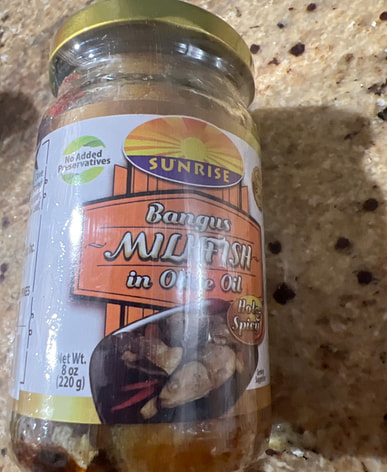 No Added
Preservatives
SUNRISE
Bangus
MILKFISH
in Olive Oil
Hot &
Spicy
Net Wt.
8 oz
(220 g)